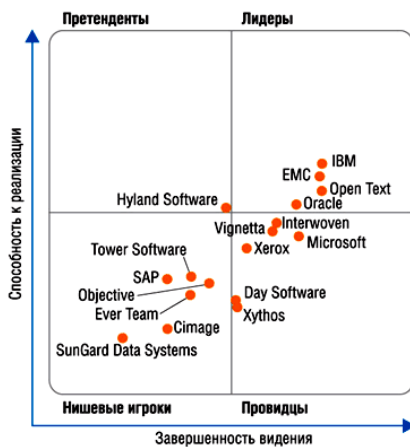 Претенденты
Лидеры
Способность к реализации
IBM
EMC
Open Text
Hyland Software
Oracle
Interwoven
Vignetta
Microsoft
Xerox
Tower Software
SAP
Objective
Ever Team
Day Software
Xythos
Cimage
SunGard Data Systems
Нишевые игроки
Провидцы
Завершенность видения